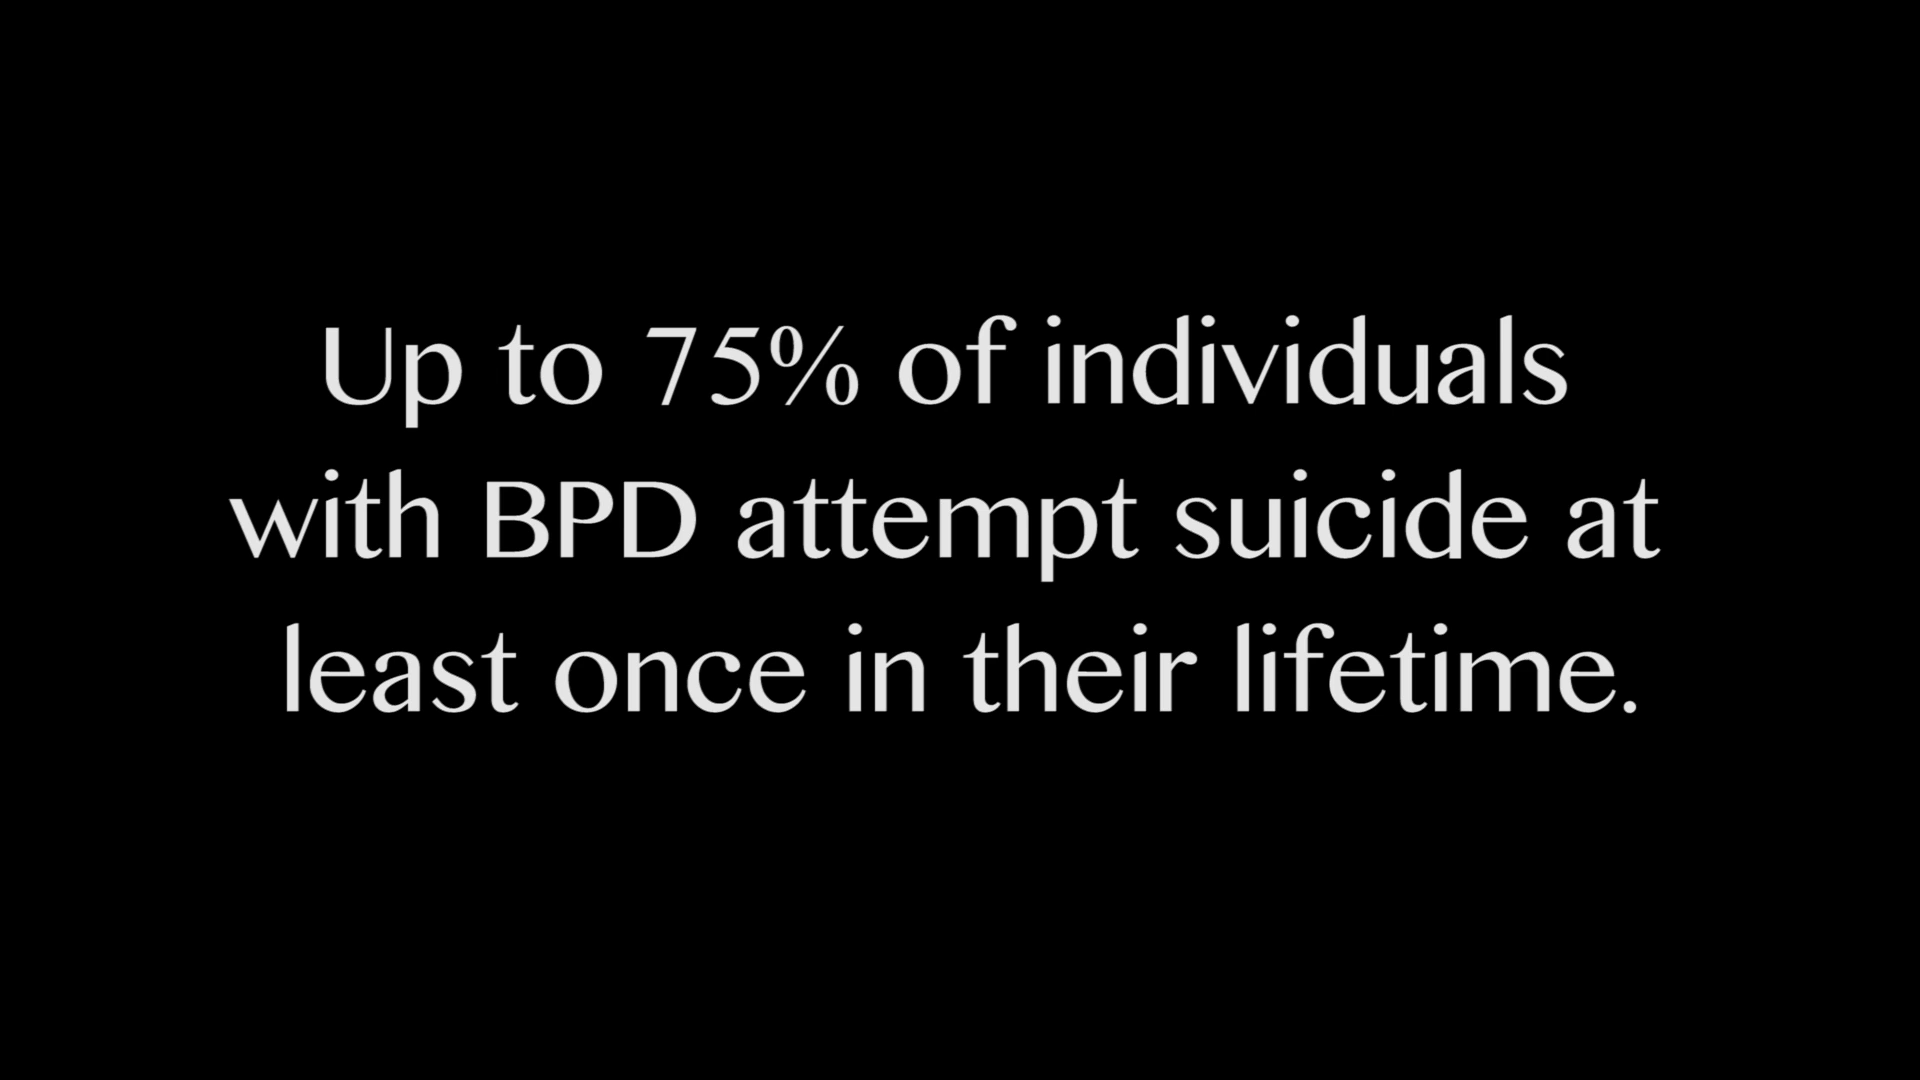 Up to 75% of individuals
with BPD attempt suicide at
least once in their lifetime.